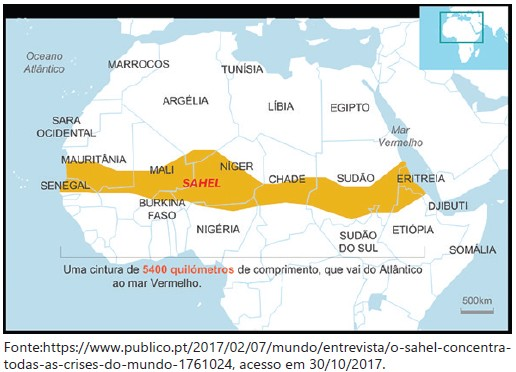 Oceano
Atlântico
MARROCOS
TUNÍSIA
ARGÉLIA
LÍBIA
EGIPTO
SARA
OCIDENTAL
Mar
Vermelho
MAURITÂNIA
MALI
NIGER
CHADE
SUDÃO
ERITREIA
SENEGAL
SAHEL
BURKINA
FASO
DJIBUTI
NIGÉRIA
SUDÃO
DO SUL
ETIÓPIA
SOMÁLIA
Uma cintura de 5400 quilómetros de comprimento, que vai do Atlântico
ao mar Vermelho.
500km
Fonte:https://www.publico.pt/2017/02/07/mundo/entrevista/o-sahel-concentra-
todas-as-crises-do-mundo-1761024, acesso em 30/10/2017.